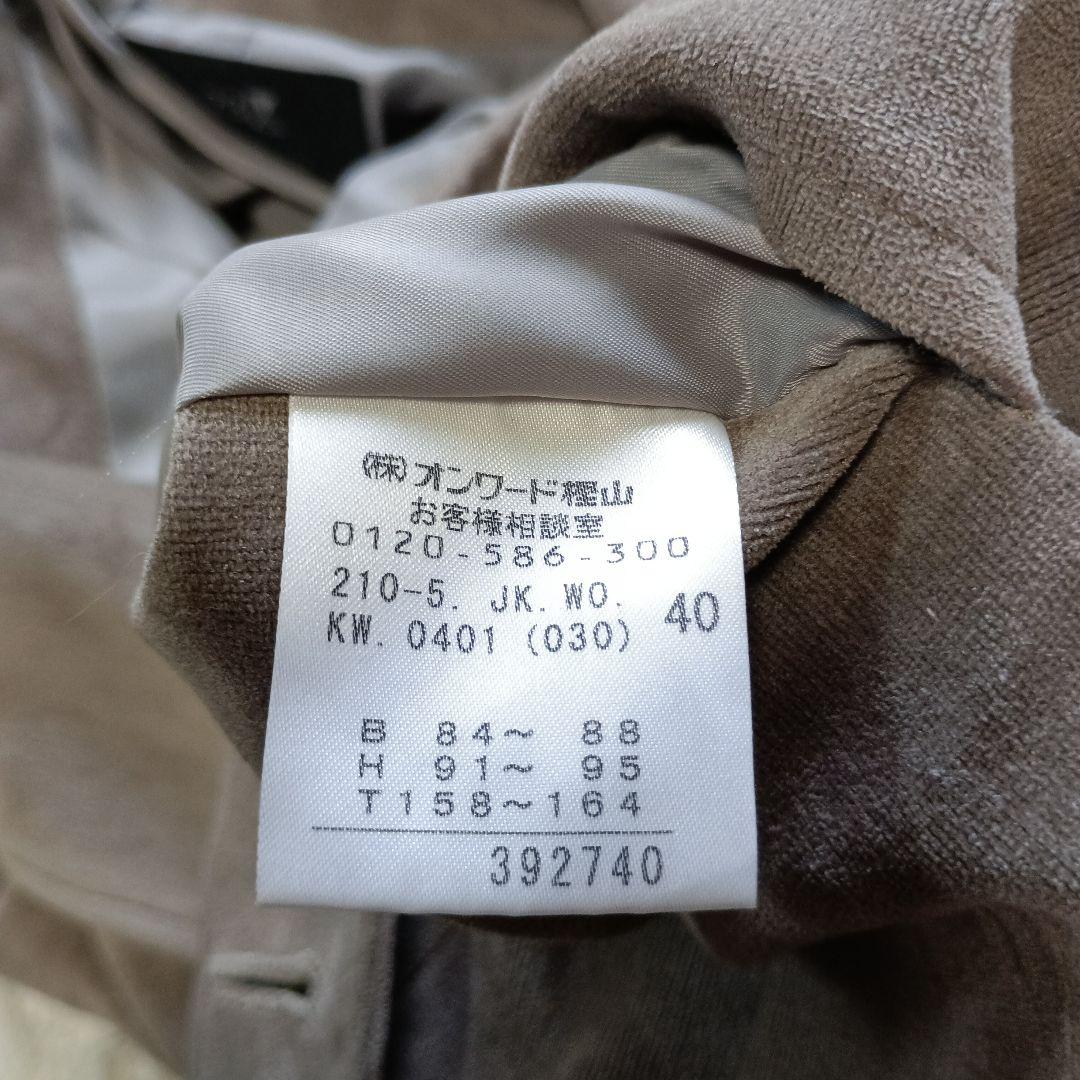 (株)オンワード樫山
お客様相談室
0120-586-300
210-5. JK.WO.
KW. 0401 (030) 40
B 84〜 88
H 91〜 95
T158〜164
392740